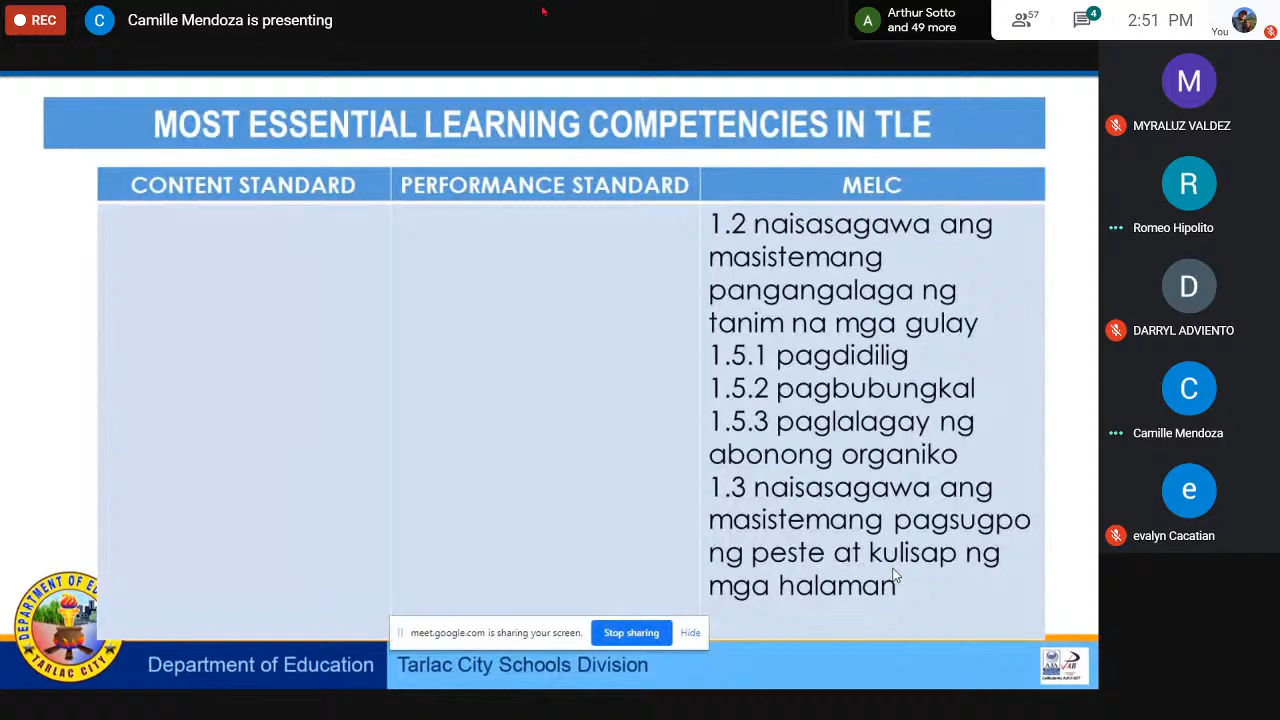 REC
C
Camille Mendoza is presenting
A
Arthur Sotto
and 49 more
57
4
2:51 PM
You
MOST ESSENTIAL LEARNING COMPETENCIES IN TLE
CONTENT STANDARD
PERFORMANCE STANDARD
MELC
1.2 naisasagawa ang
masistemang
pangangalaga ng
tanim na mga gulay
1.5.1 pagdidilig
1.5.2 pagbubungkal
1.5.3 paglalagay ng
abonong organiko
1.3 naisasagawa ang
masistemang pagsugpo
ng peste at kulisap ng
mga halaman
M
MYRALUZ VALDEZ
R
Romeo Hipolito
D
DARRYL ADVIENTO
C
Camille Mendoza
e
evalyn Cacatian
meet.google.com is sharing your screen.
Stop sharing
Hide
TARLAC CITY
Department of Education
Tarlac City Schools Division